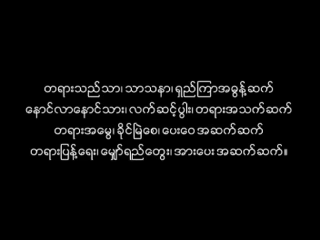 တရားသည်သာ၊ သာသနာ၊ ရှည်ကြာအဓွန့်ဆက်
နောင်လာနောင်သား၊ လက်ဆင့်ပွါး၊ တရားအသက်ဆက်
တရားအမွေ၊ ခိုင်မြဲစေ၊ ပေးဝေ အဆက်ဆက်
တရားပြန့်ရေး၊ မျှော်ရည်တွေး၊ အားပေး အဆက်ဆက်။